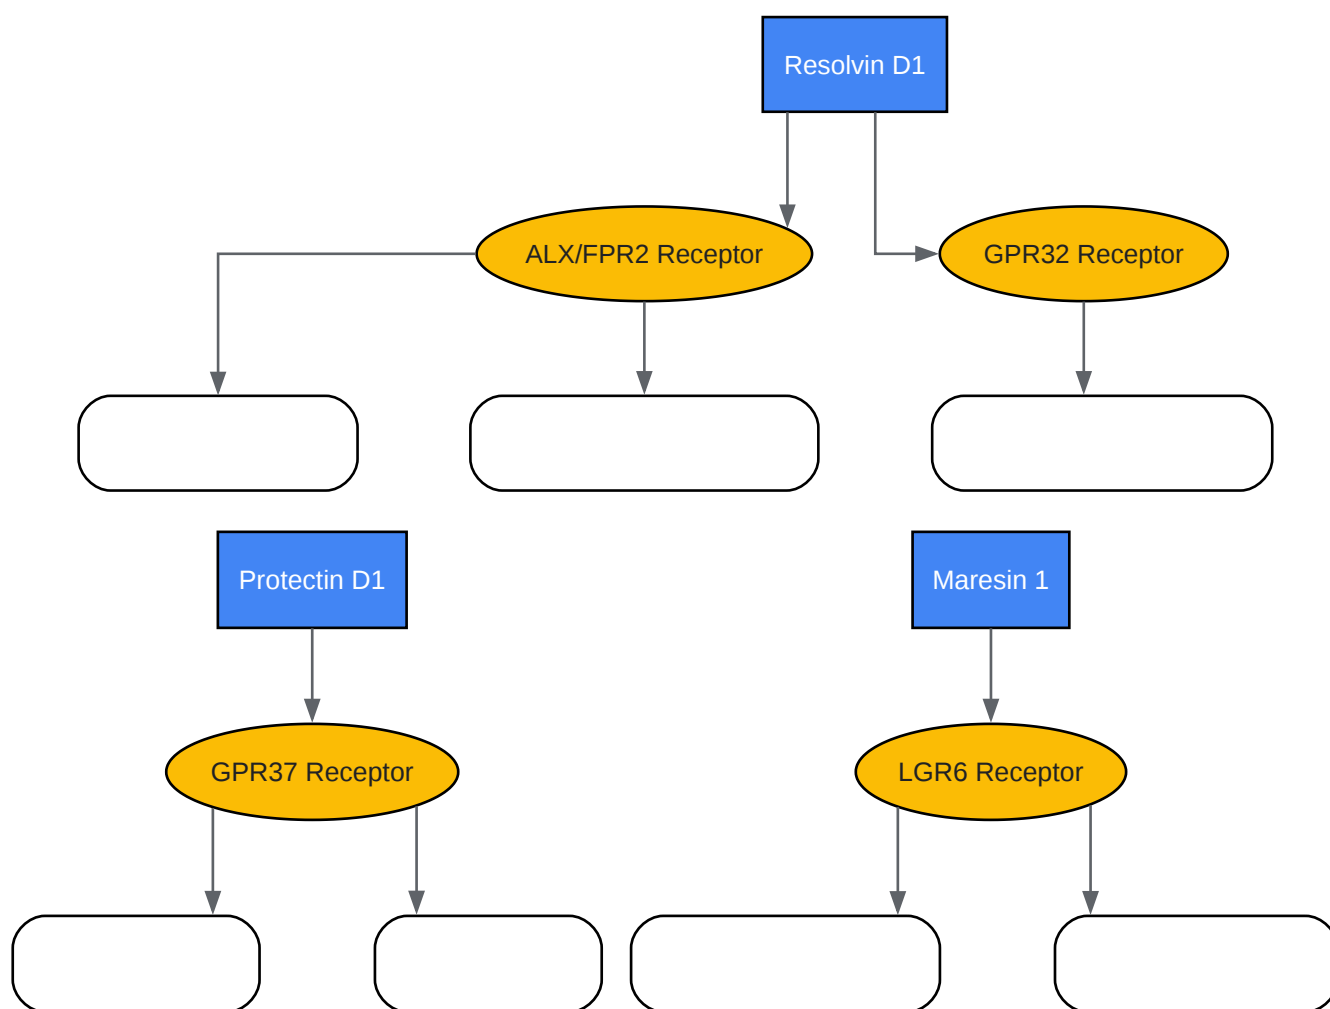 Resolvin D1
ALX/FPR2 Receptor
GPR32 Receptor
Protectin D1
Maresin 1
GPR37 Receptor
LGR6 Receptor